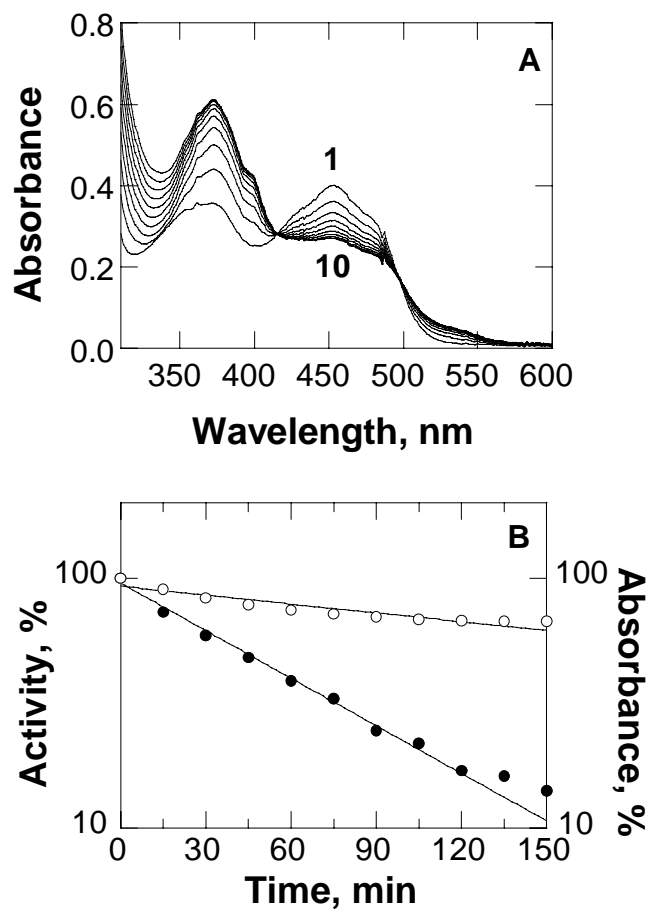 A
Absorbance
0.8
0.6
0.4
0.2
0.0
1
10
350 400 450 500 550 600
Wavelength, nm
B
Activity, %
100
10
100
10
Absorbance, %
0 30 60 90 120 150
Time, min